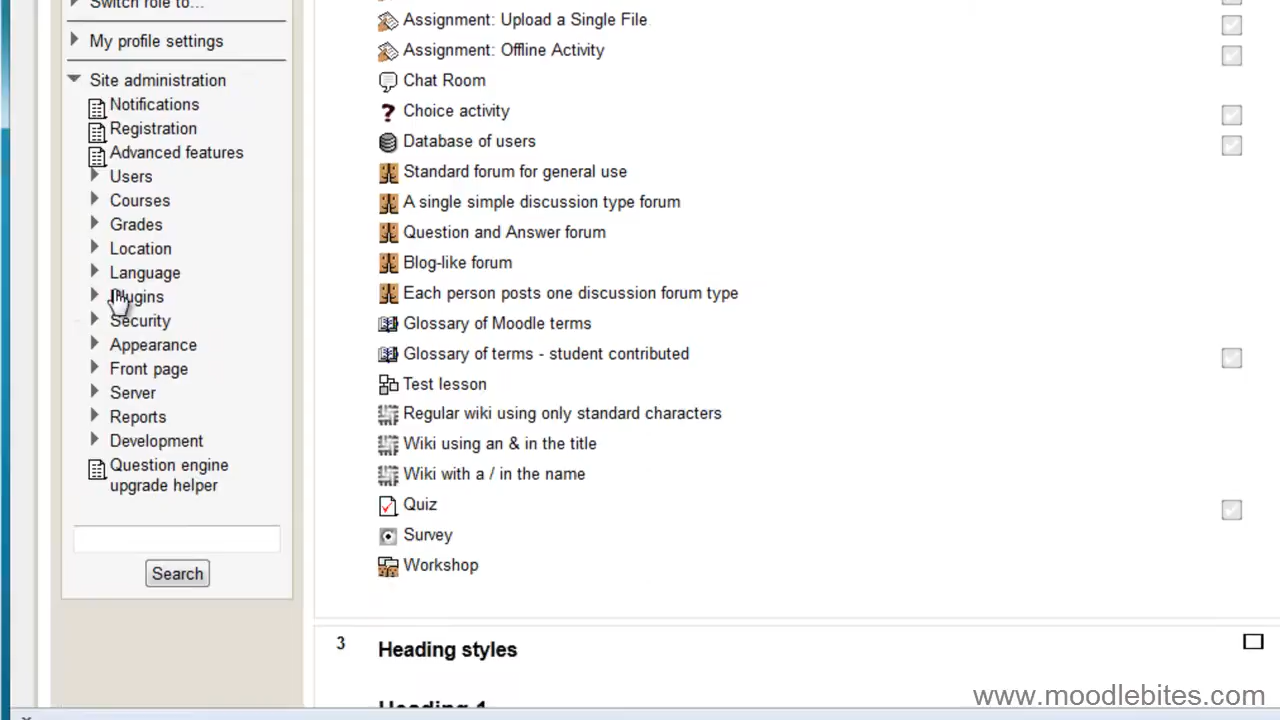 Switch role to...
My profile settings
Site administration
Notifications
Registration
Advanced features
Users
Courses
Grades
Location
Language
Plugins
Security
Appearance
Front page
Server
Reports
Development
Question engine
upgrade helper
Search
Assignment: Upload a Single File
Assignment: Offline Activity
Chat Room
Choice activity
Database of users
Standard forum for general use
A single simple discussion type forum
Question and Answer forum
Blog-like forum
Each person posts one discussion forum type
Glossary of Moodle terms
Glossary of terms - student contributed
Test lesson
Regular wiki using only standard characters
Wiki using an & in the title
Wiki with a / in the name
Quiz
Survey
Workshop
3
Heading styles
Heading 1
www.moodlebites.com